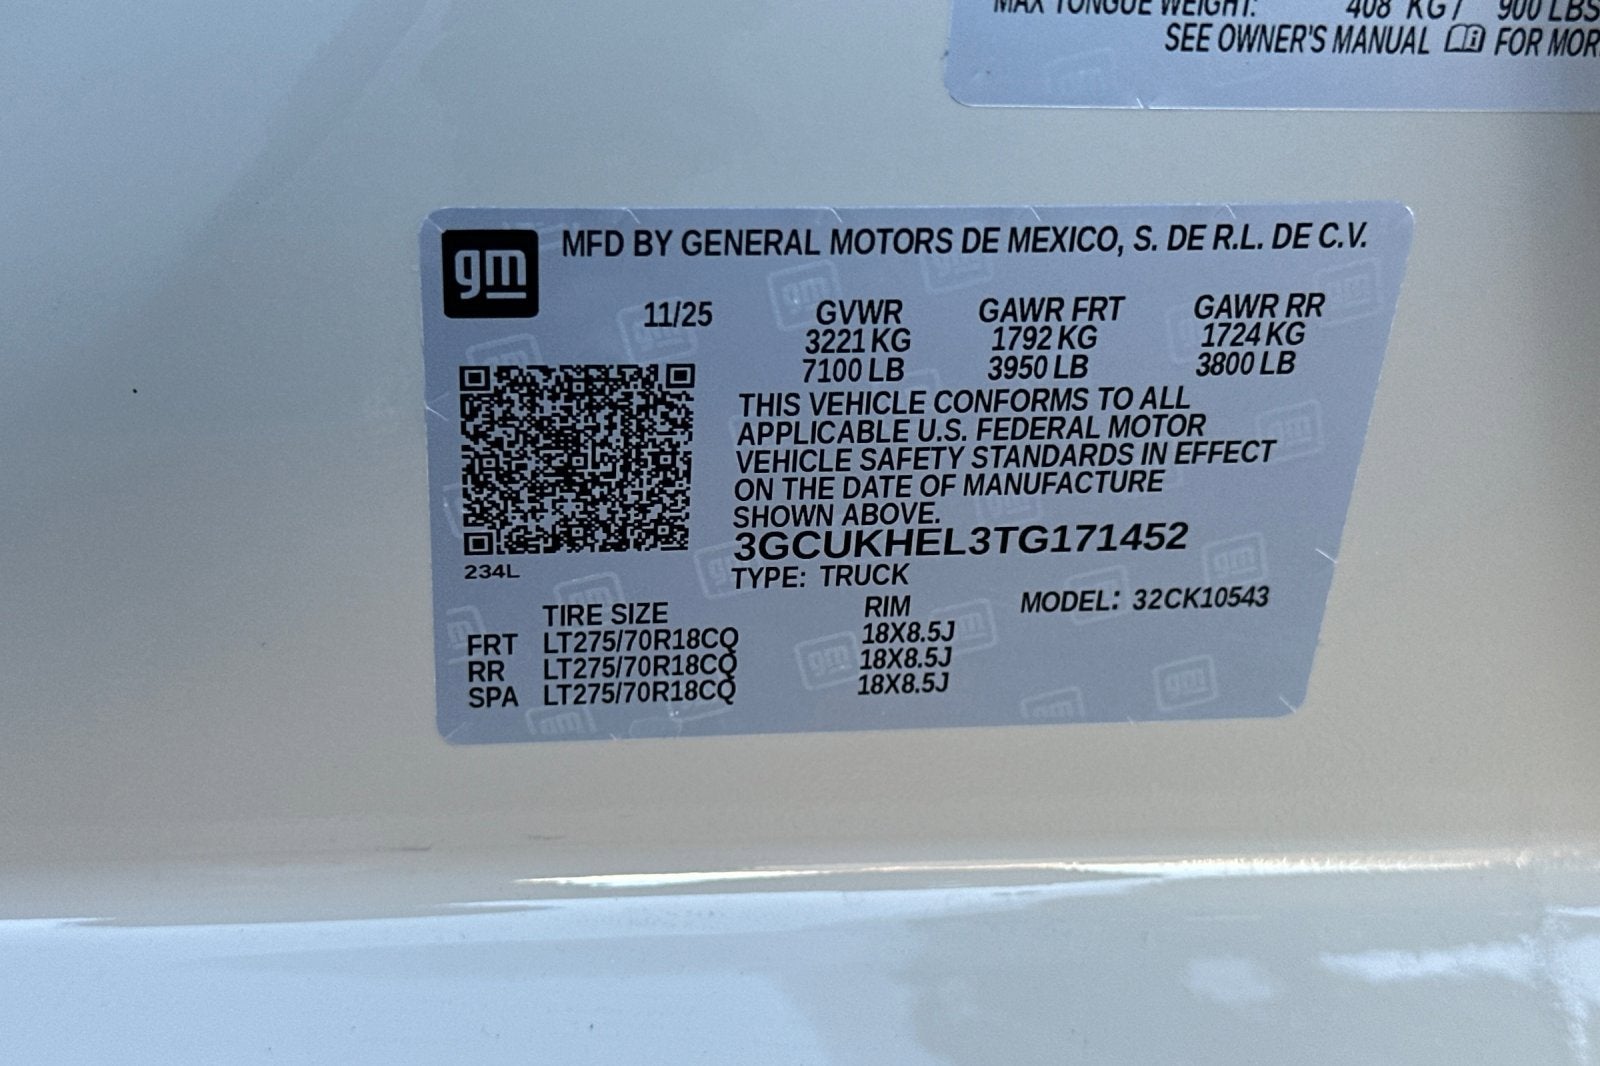 MAX TONGUE WEIGHT: 408 KG / 900 LBS
SEE OWNER'S MANUAL FOR MOR
gm
MFD BY GENERAL MOTORS DE MEXICO, S. DE R.L. DE C.V.
11/25 GVWR GAWR FRT GAWR RR
3221 KG 1792 KG 1724 KG
7100 LB 3950 LB 3800 LB
THIS VEHICLE CONFORMS TO ALL
APPLICABLE U.S. FEDERAL MOTOR
VEHICLE SAFETY STANDARDS IN EFFECT
ON THE DATE OF MANUFACTURE
SHOWN ABOVE.
3GCUKHEL3TG171452
234L
TYPE: TRUCK
TIRE SIZE RIM MODEL: 32CK10543
FRT LT275/70R18CQ 18X8.5J
RR LT275/70R18CQ 18X8.5J
SPA LT275/70R18CQ 18X8.5J